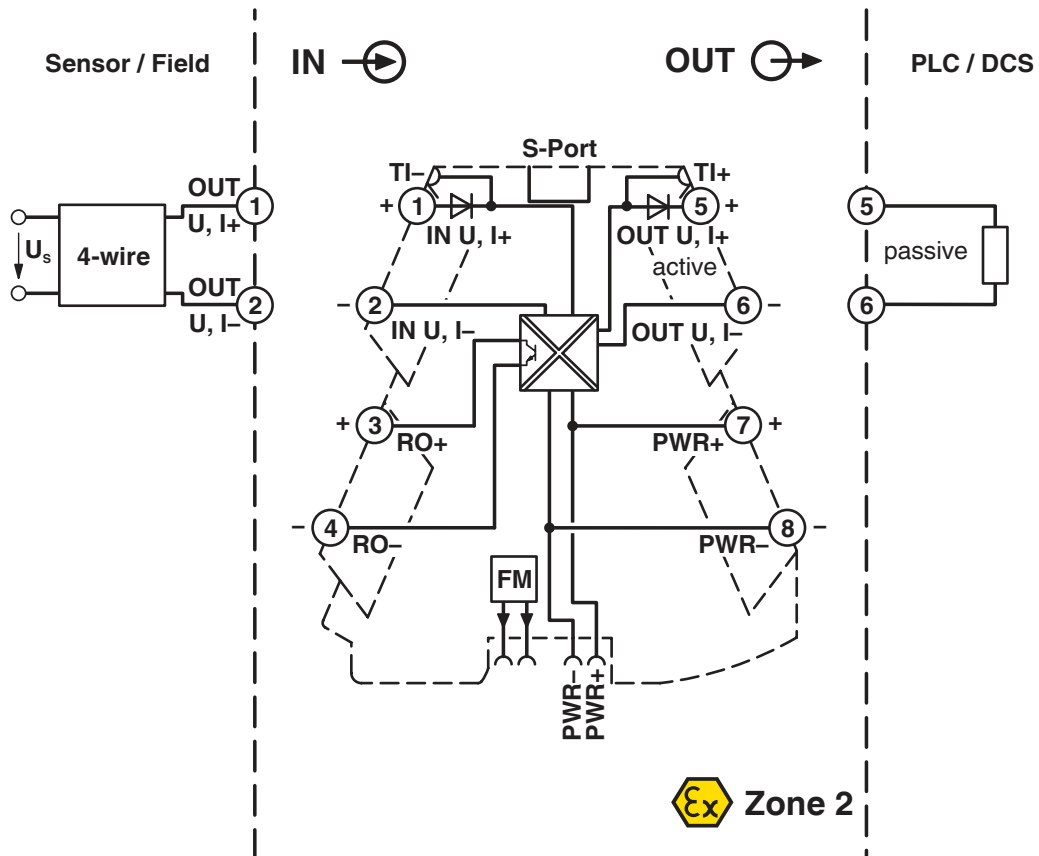 Sensor / Field
IN
OUT
PLC / DCS
S-Port
TI–
TI+
OUT
1
U, I+
+
1
IN U, I+
5
+
OUT U, I+
active
5
Us
4-wire
passive
OUT
2
U, I–
–
2
IN U, I–
6
–
OUT U, I–
6
+
3
RO+
7
+
PWR+
–
4
RO–
8
–
PWR–
FM
PWR–
PWR+
Ex
Zone 2